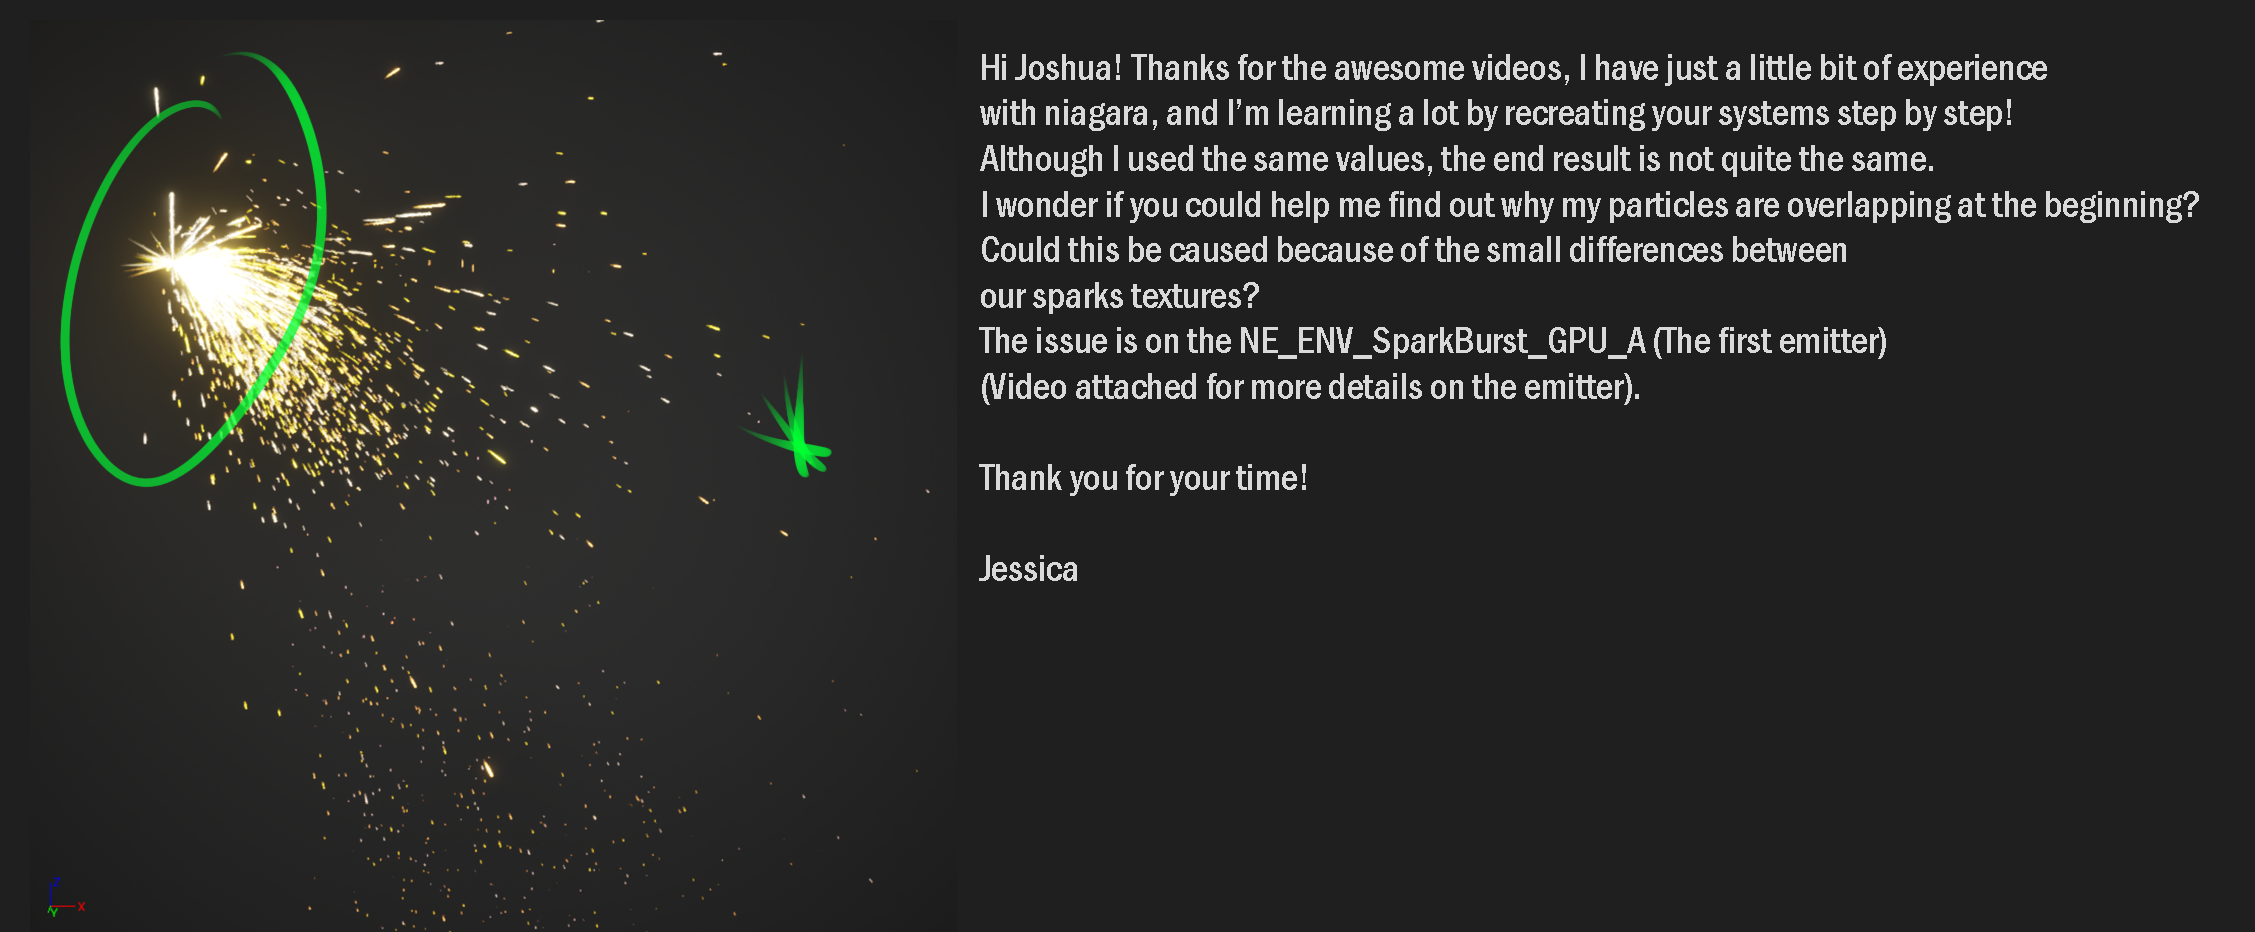 Hi Joshua! Thanks for the awesome videos, I have just a little bit of experience
with niagara, and I'm learning a lot by recreating your systems step by step!
Although I used the same values, the end result is not quite the same.
I wonder if you could help me find out why my particles are overlapping at the beginning?
Could this be caused because of the small differences between
our sparks textures?
The issue is on the NE_ENV_SparkBurst_GPU_A (The first emitter)
(Video attached for more details on the emitter).
Thank you for your time!
Jessica
Z
X
Y